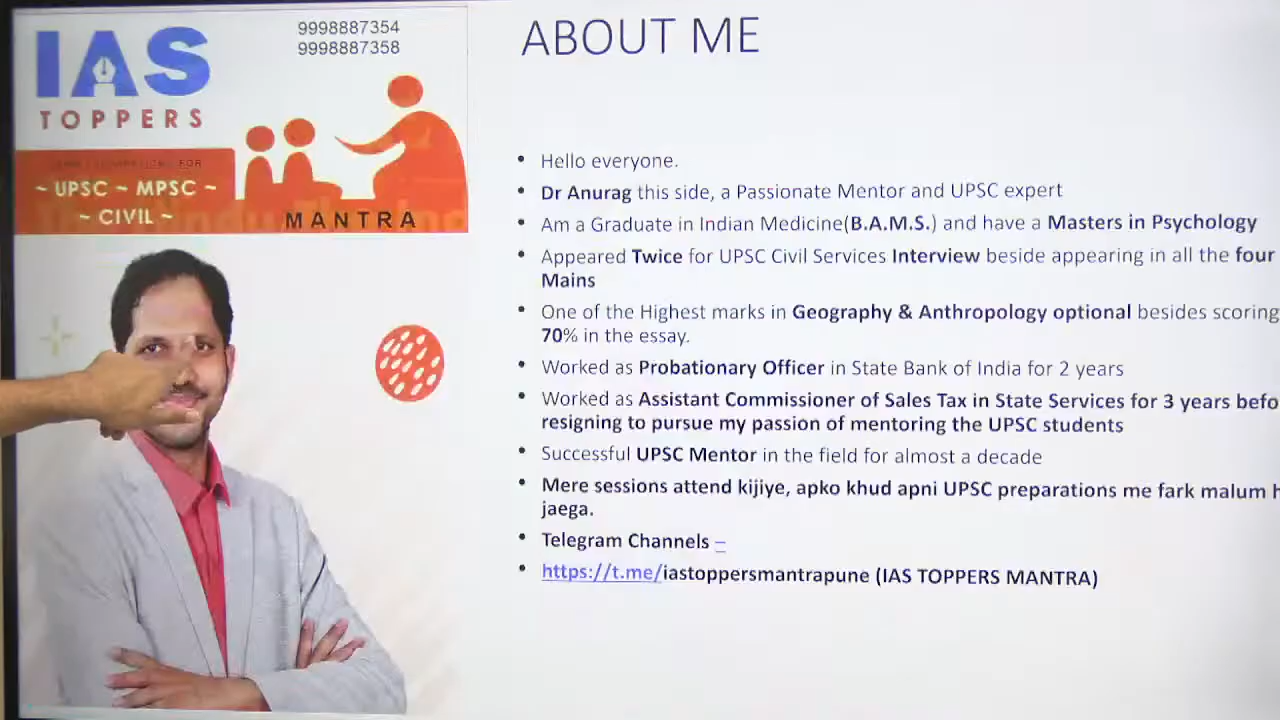 IAS
TOPPERS
9998887354
9998887358
FOR
~ UPSC ~ MPSC ~
~ CIVIL ~
MANTRA
ABOUT ME
• Hello everyone.
• Dr Anurag this side, a Passionate Mentor and UPSC expert
• Am a Graduate in Indian Medicine(B.A.M.S.) and have a Masters in Psychology
• Appeared Twice for UPSC Civil Services Interview beside appearing in all the four
Mains
• One of the Highest marks in Geography & Anthropology optional besides scoring
70% in the essay.
• Worked as Probationary Officer in State Bank of India for 2 years
• Worked as Assistant Commissioner of Sales Tax in State Services for 3 years befo
resigning to pursue my passion of mentoring the UPSC students
• Successful UPSC Mentor in the field for almost a decade
• Mere sessions attend kijiye, apko khud apni UPSC preparations me fark malum h
jaega.
• Telegram Channels –
• https://t.me/iastoppersmantrapune (IAS TOPPERS MANTRA)